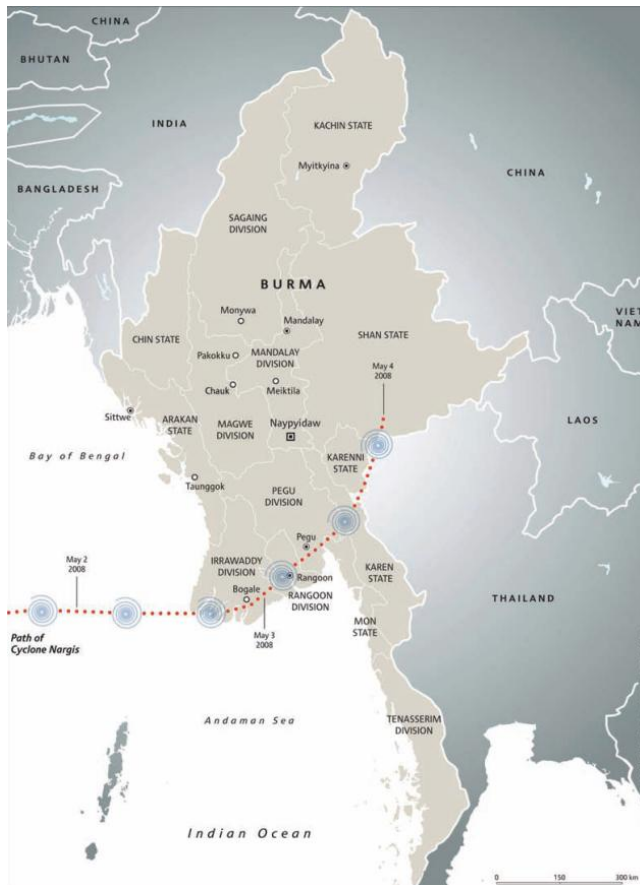 CHINA
BHUTAN
INDIA
KACHIN STATE
Myitkyina
CHINA
BANGLADESH
SAGAING
DIVISION
BURMA
VIET
NAM
Monywa
Mandalay
CHIN STATE
SHAN STATE
Pakokku
MANDALAY
DIVISION
May 4
2008
Chauk
Meiktila
Sittwe
ARAKAN
STATE
MAGWE
DIVISION
Naypyidaw
LAOS
Bay of Bengal
KARENNI
STATE
Taunggok
PEGU
DIVISION
Pegu
IRRAWADDY
DIVISION
KAREN
STATE
May 2
2008
Rangoon
Bogale
RANGOON
DIVISION
THAILAND
Path of
Cyclone Nargis
May 3
2008
MON
STATE
Andaman Sea
TENASSERIM
DIVISION
Indian Ocean
0 150 300 km